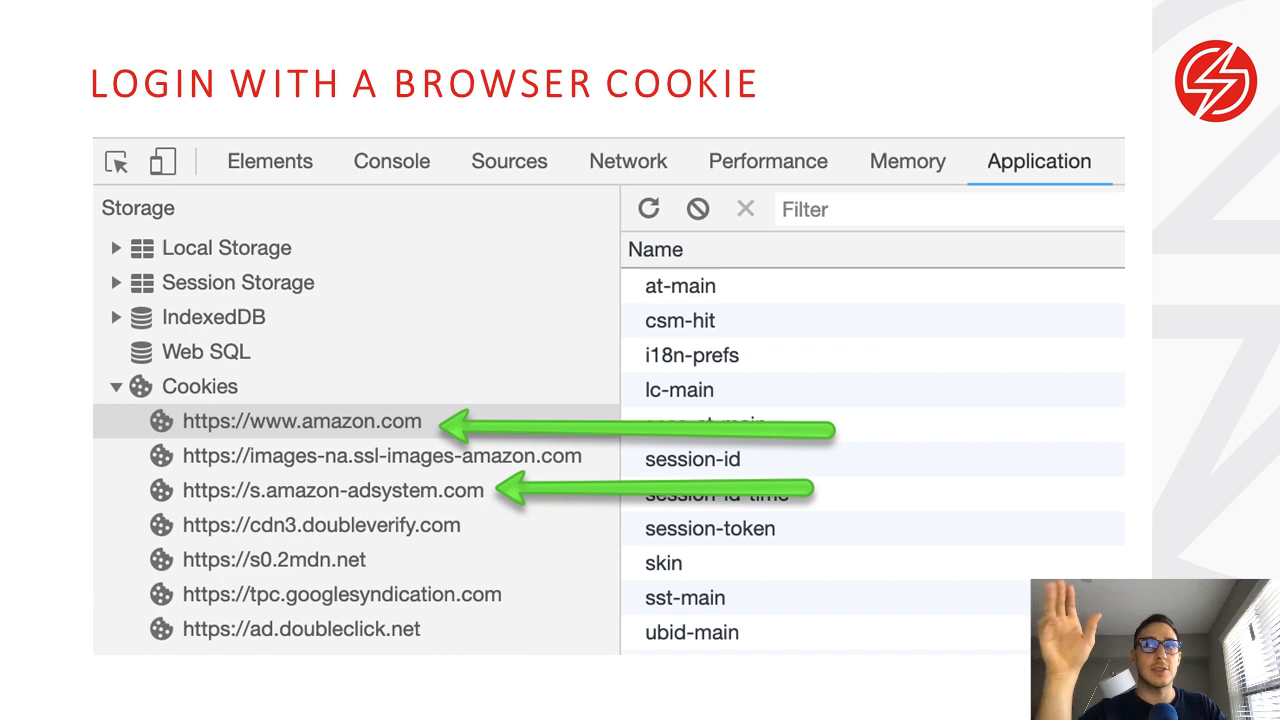 LOGIN WITH A BROWSER COOKIE
Elements Console Sources Network Performance Memory Application
Storage
Filter
Local Storage
Session Storage
IndexedDB
Web SQL
Cookies
https://www.amazon.com
https://images-na.ssl-images-amazon.com
https://s.amazon-adsystem.com
https://cdn3.doubleverify.com
https://s0.2mdn.net
https://tpc.googlesyndication.com
https://ad.doubleclick.net
Name
at-main
csm-hit
i18n-prefs
lc-main
session-id
session-id-time
session-token
skin
sst-main
ubid-main